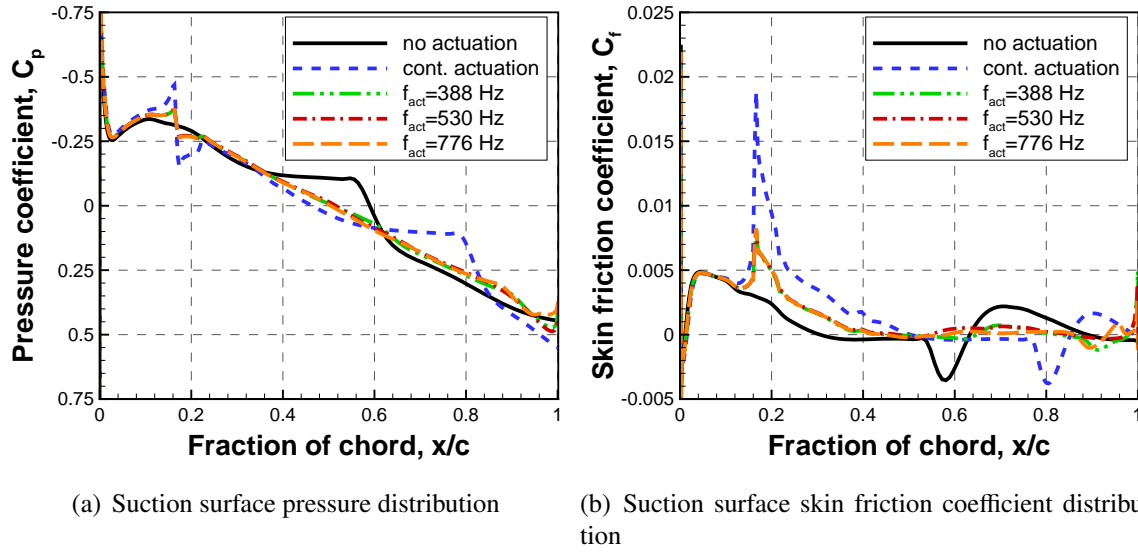 -0.75
-0.5
-0.25
0
0.25
0.5
0.75
Pressure coefficient, Cp
no actuation
cont. actuation
fact=388 Hz
fact=530 Hz
fact=776 Hz
0 0.2 0.4 0.6 0.8 1
Fraction of chord, x/c
(a) Suction surface pressure distribution
0.025
0.02
0.015
0.01
0.005
0
-0.005
Skin friction coefficient, Cf
no actuation
cont. actuation
fact=388 Hz
fact=530 Hz
fact=776 Hz
0 0.2 0.4 0.6 0.8 1
Fraction of chord, x/c
(b) Suction surface skin friction coefficient distribu
tion